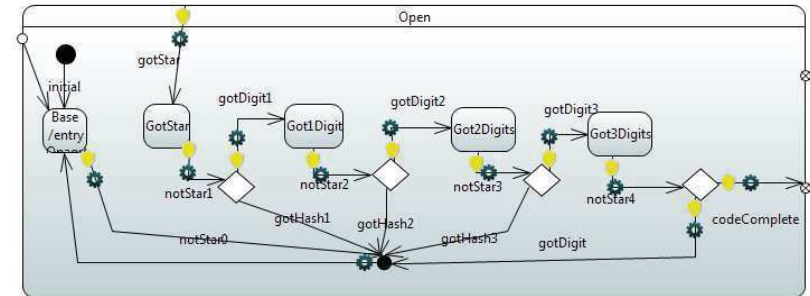 Open
gotStar
initial
Base
/entry
GotStar
gotDigit1
Got1Digit
gotDigit2
Got2Digits
gotDigit3
Got3Digits
notStar1
notStar2
notStar3
notStar4
gotHash1
gotHash2
gotHash3
gotDigit
codeComplete
notStar0